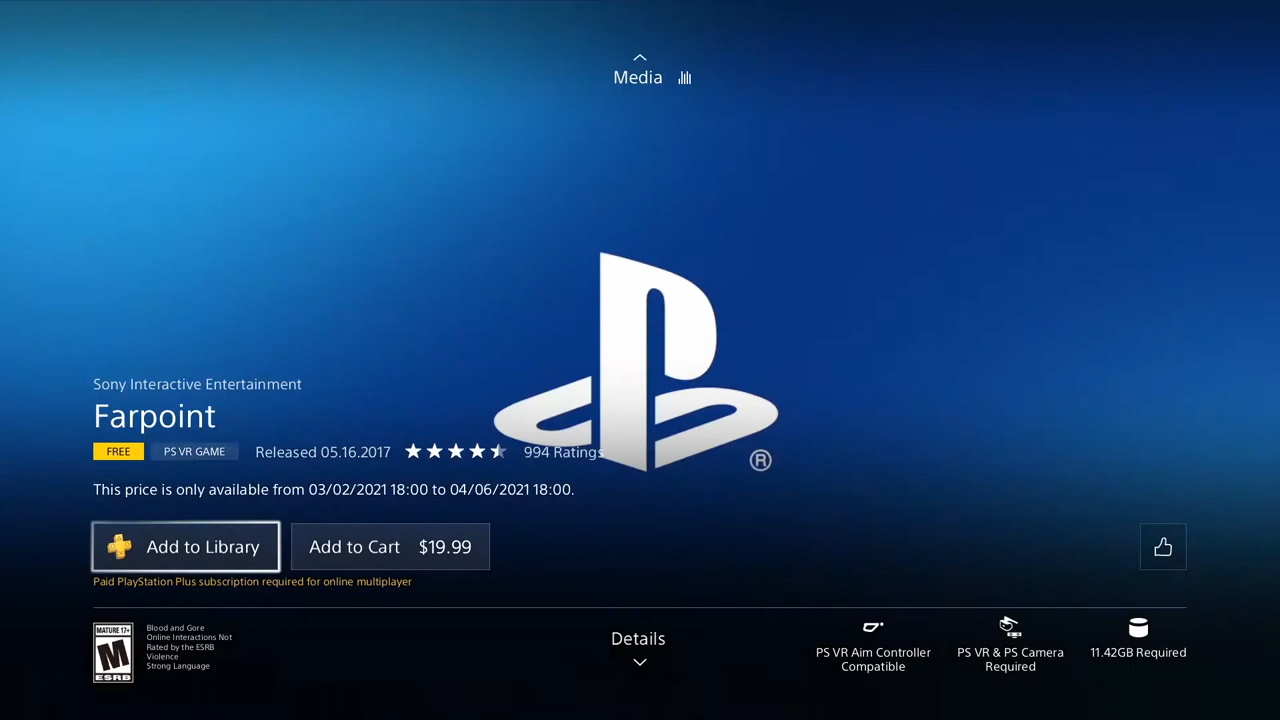 Media
Sony Interactive Entertainment
Farpoint
FREE PS VR GAME Released 05.16.2017 994 Ratings
This price is only available from 03/02/2021 18:00 to 04/06/2021 18:00.
Add to Library Add to Cart $19.99
Paid PlayStation Plus subscription required for online multiplayer
MATURE 17+
M
ESRB
Blood and Gore
Online Interactions Not
Rated by the ESRB
Violence
Strong Language
Details
PS VR Aim Controller
Compatible
PS VR & PS Camera
Required
11.42GB Required
®